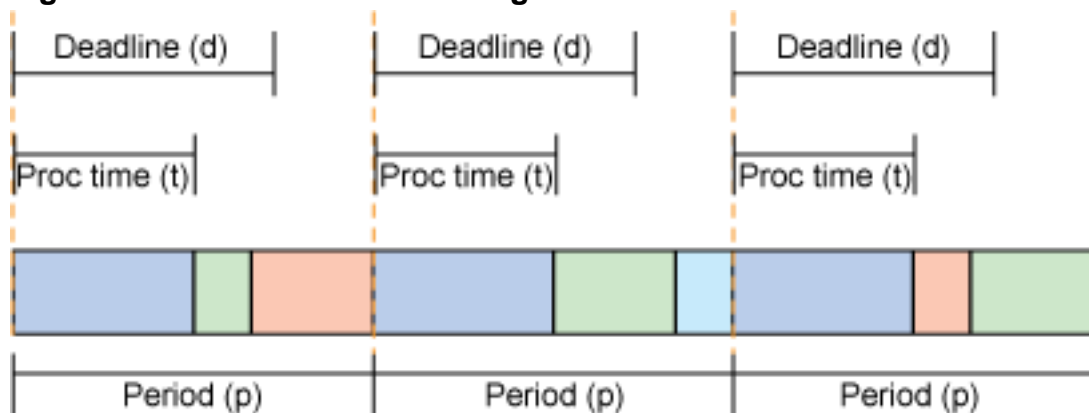 Deadline (d) Deadline (d) Deadline (d)
Proc time (t) Proc time (t) Proc time (t)
Period (p) Period (p) Period (p)